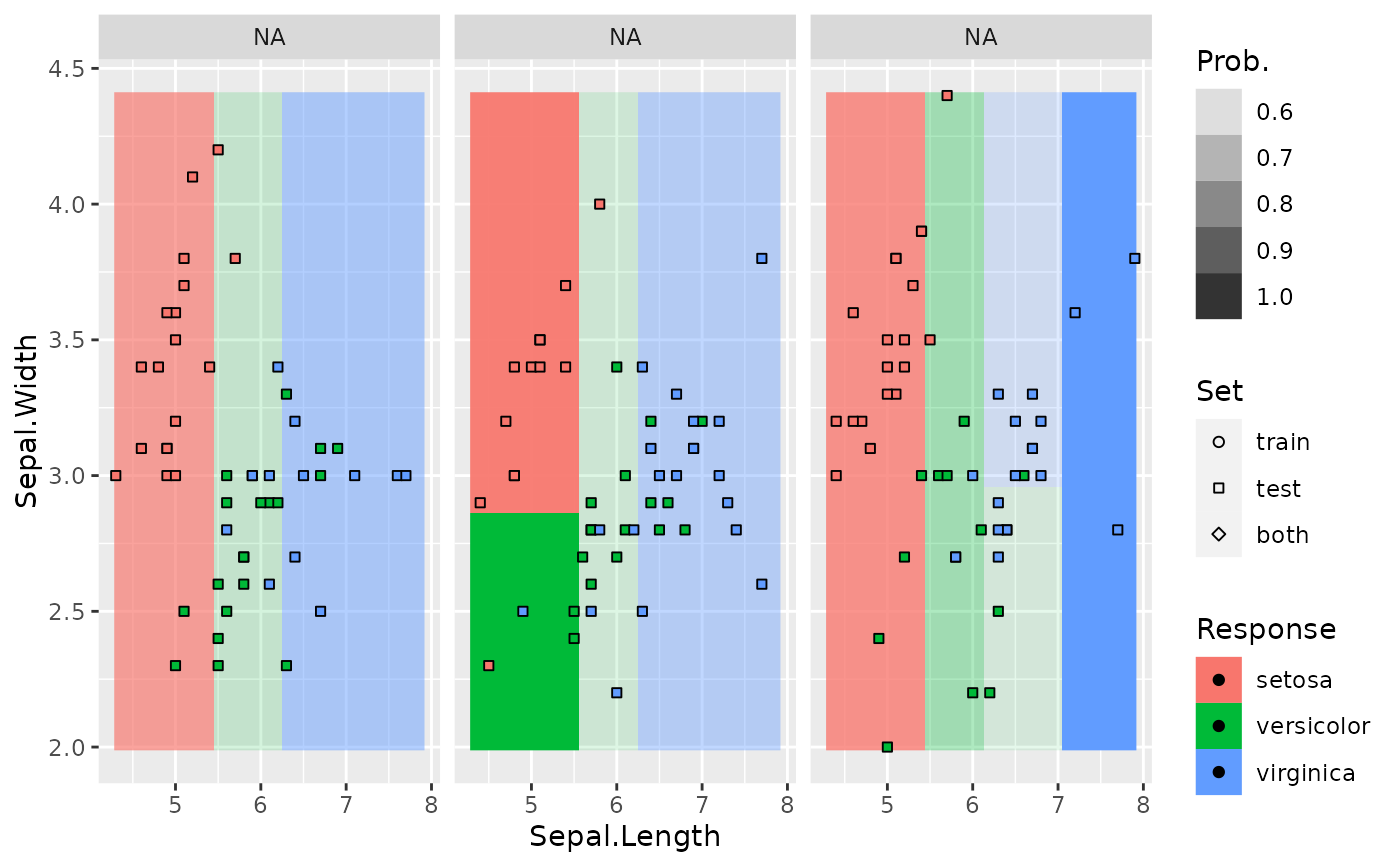 NA NA NA
4.5
4.0
3.5
3.0
2.5
2.0
Sepal.Width
5 6 7 8 5 6 7 8 5 6 7 8
Sepal.Length
Prob.
0.6
0.7
0.8
0.9
1.0
Set
train
test
both
Response
setosa
versicolor
virginica